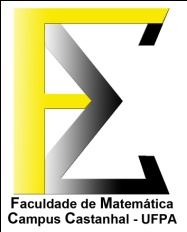 Faculdade de Matemática
Campus Castanhal - UFPA